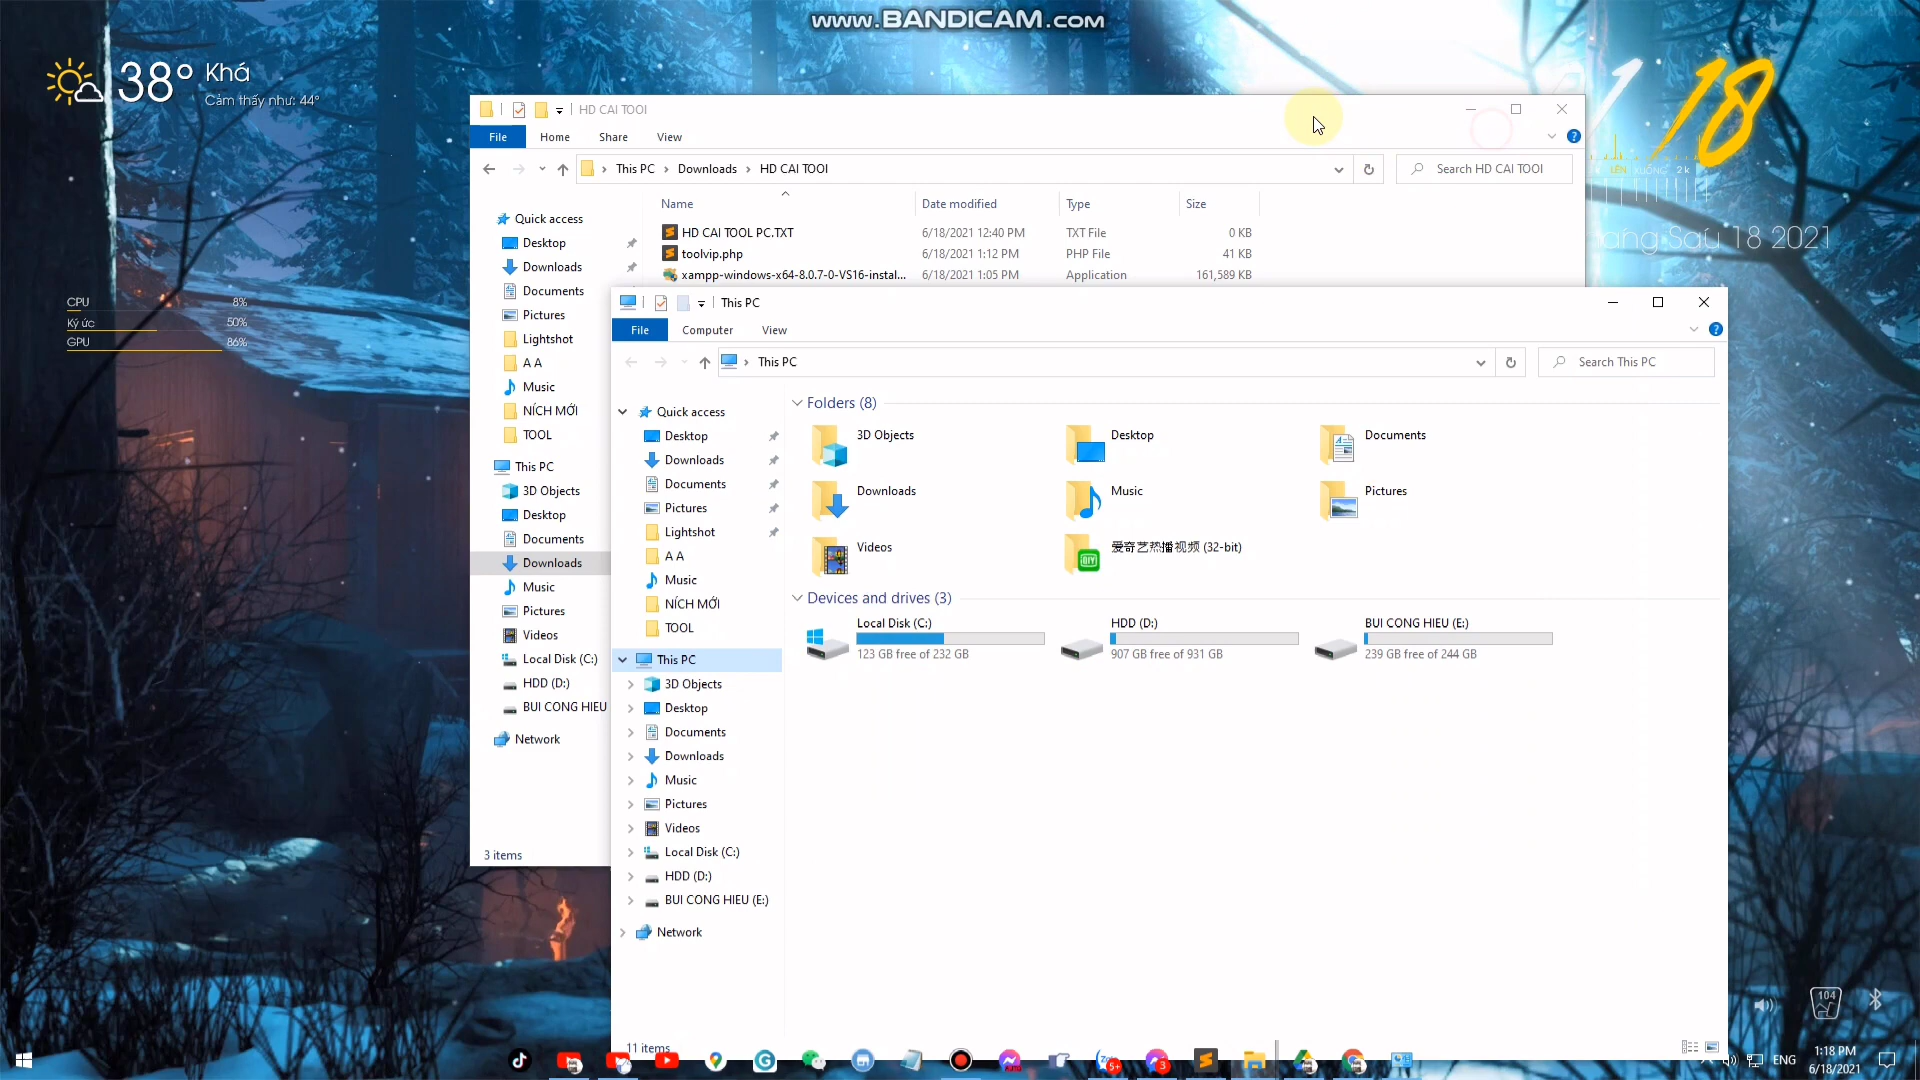 www.BANDICAM.com
38° Khá
Cảm thấy như: 44°
CPU 8%
Ký ức 50%
GPU 86%
18
LÊN XUỐNG 2k
Saú 18 2021
HD CAI TOOl
File Home Share View
This PC Downloads HD CAI TOOl
Search HD CAI TOOl
Name Date modified Type Size
HD CAI TOOL PC.TXT 6/18/2021 12:40 PM TXT File 0 KB
toolvip.php 6/18/2021 1:12 PM PHP File 41 KB
xampp-windows-x64-8.0.7-0-VS16-instal... 6/18/2021 1:05 PM Application 161,589 KB
Quick access
Desktop
Downloads
Documents
Pictures
Lightshot
A A
Music
NÍCH MỚI
TOOL
This PC
3D Objects
Desktop
Documents
Downloads
Music
Pictures
Videos
Local Disk (C:)
HDD (D:)
BUI CONG HIEU
Network
3 items
This PC
File Computer View
This PC
Search This PC
Quick access
Desktop
Downloads
Documents
Pictures
Lightshot
A A
Music
NÍCH MỚI
TOOL
This PC
3D Objects
Desktop
Documents
Downloads
Music
Pictures
Videos
Local Disk (C:)
HDD (D:)
BUI CONG HIEU (E:)
Network
11 items
Folders (8)
3D Objects Desktop Documents
Downloads Music Pictures
Videos 爱奇艺热播视频 (32-bit)
Devices and drives (3)
Local Disk (C:) HDD (D:) BUI CONG HIEU (E:)
123 GB free of 232 GB 907 GB free of 931 GB 239 GB free of 244 GB
104
5+
3
ENG
1:18 PM
6/18/2021